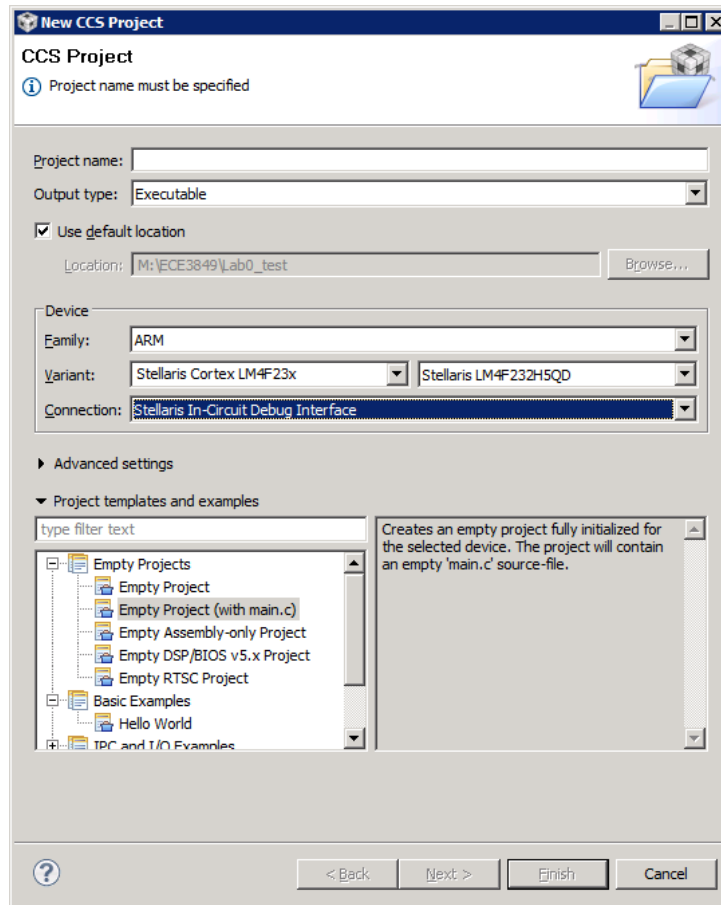 New CCS Project
CCS Project
Project name must be specified
Project name:
Output type: Executable
Use default location
Location: M:\ECE3849\Lab0_test Browse...
Device
Family: ARM
Variant: Stellaris Cortex LM4F23x Stellaris LM4F232H5QD
Connection: Stellaris In-Circuit Debug Interface
Advanced settings
Project templates and examples
type filter text
Empty Projects
Empty Project
Empty Project (with main.c)
Empty Assembly-only Project
Empty DSP/BIOS v5.x Project
Empty RTSC Project
Basic Examples
Hello World
IPC and I/O Examples
Creates an empty project fully initialized for
the selected device. The project will contain
an empty 'main.c' source-file.
? < Back Next > Finish Cancel